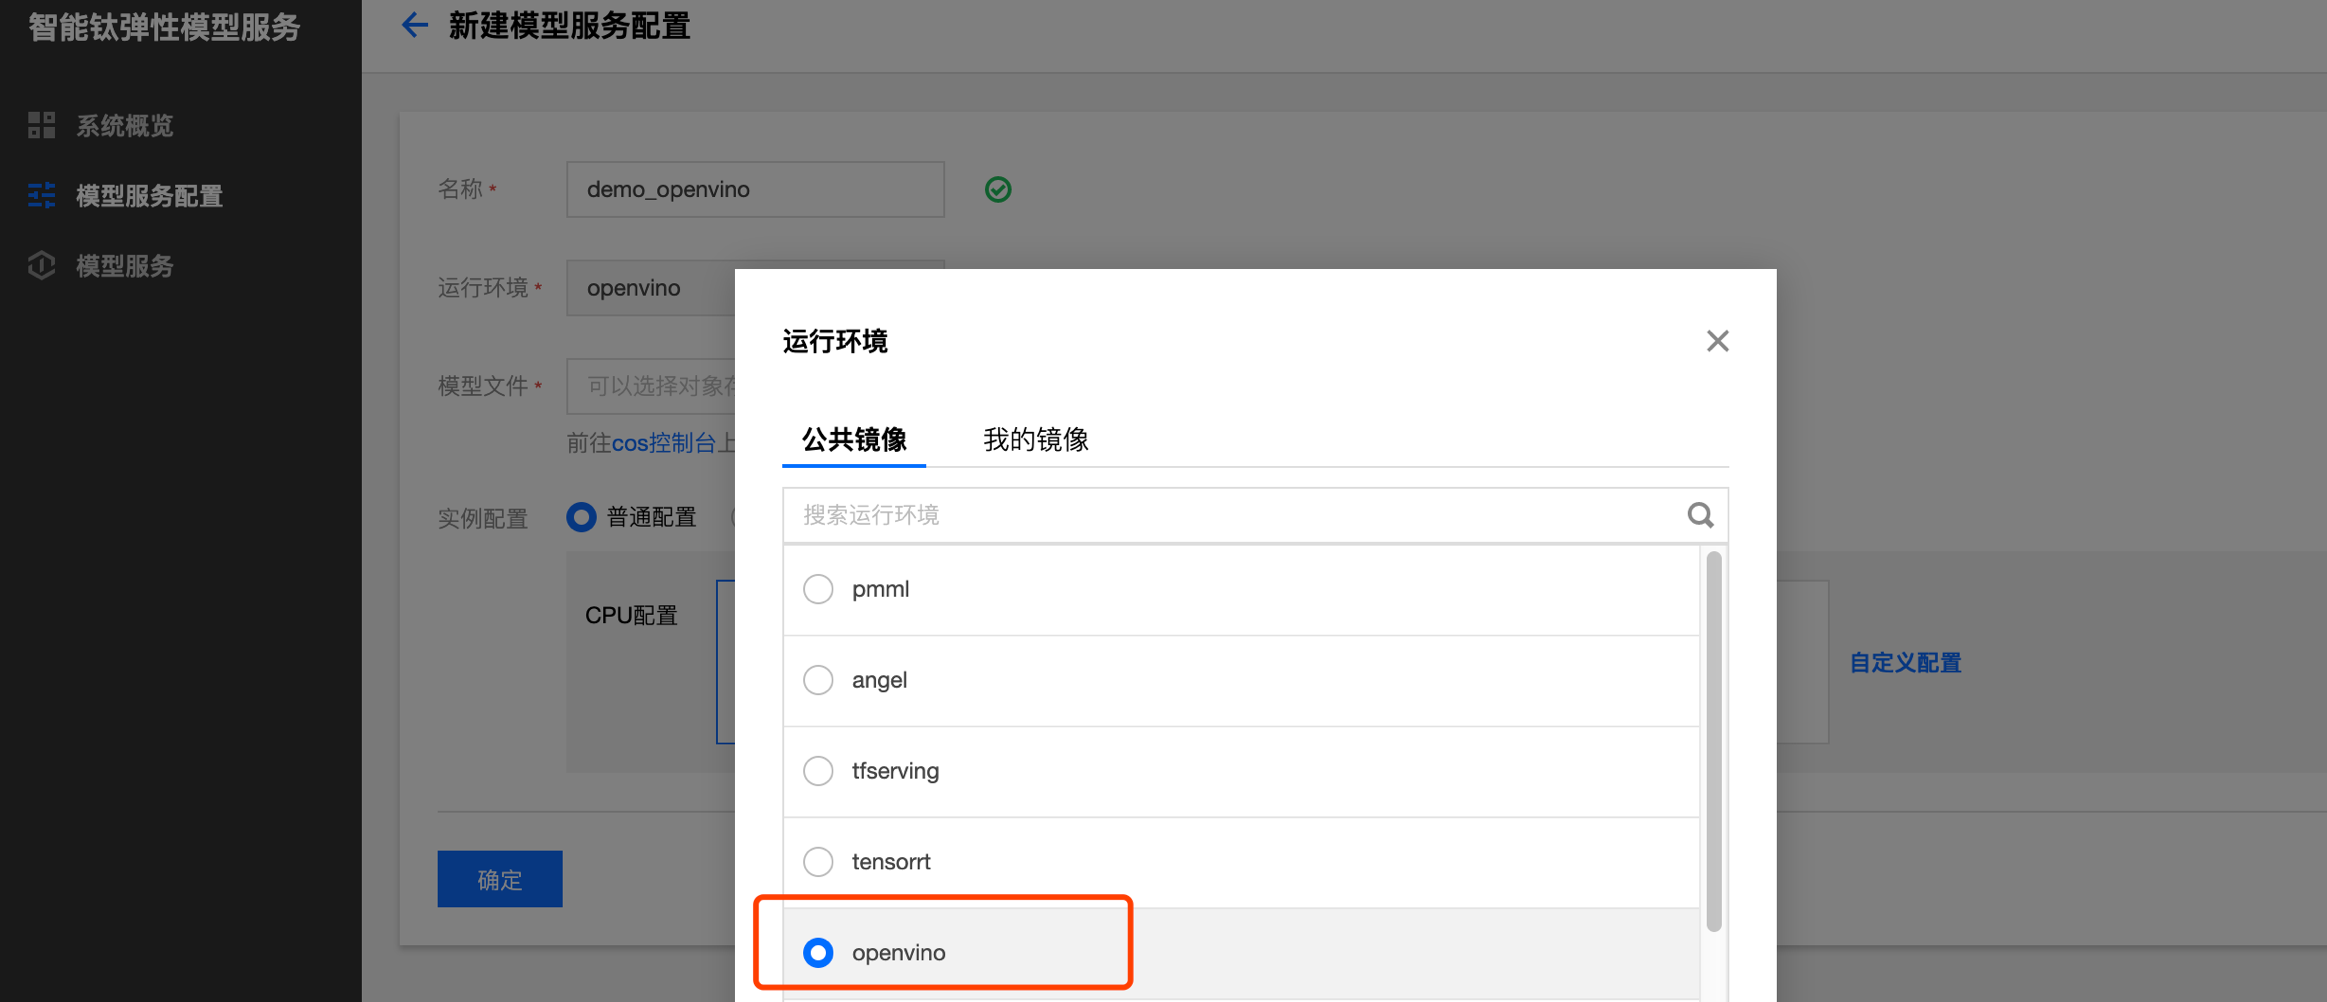 智能钛弹性模型服务
新建模型服务配置
系统概览
模型服务配置
模型服务
名称 *
demo_openvino
运行环境 *
openvino
模型文件 *
可以选择对象
前往cos控制台上
实例配置
普通配置
CPU配置
自定义配置
确定
运行环境
公共镜像
我的镜像
搜索运行环境
pmml
angel
tfserving
tensorrt
openvino